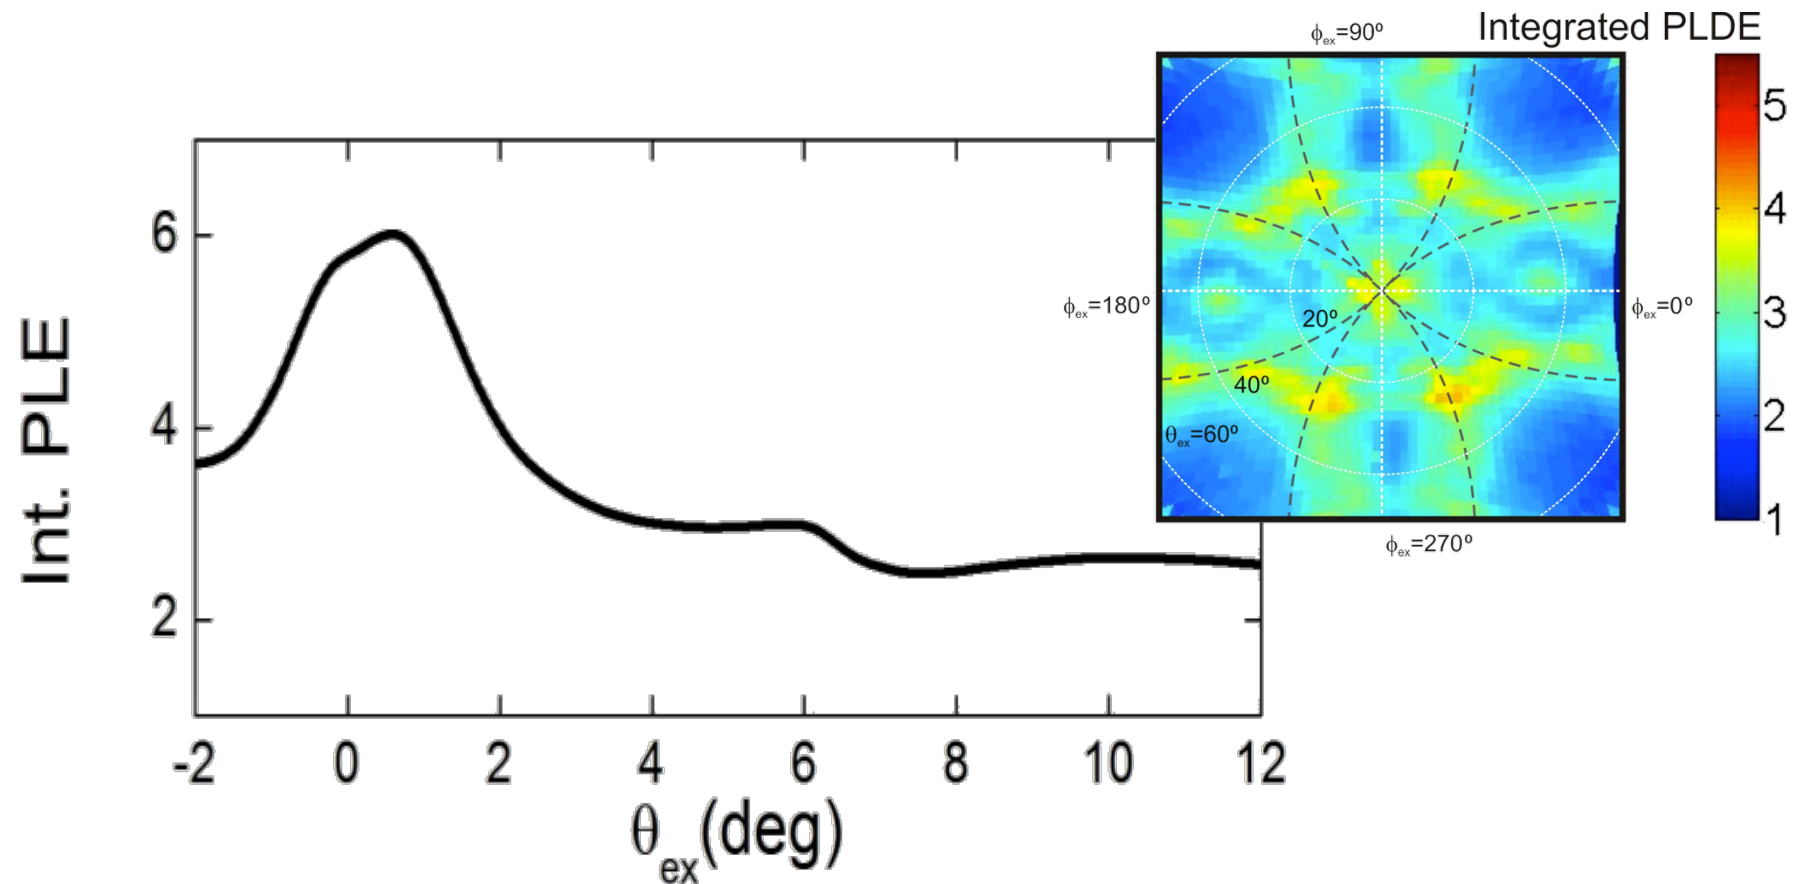 Integrated PLDE
ϕex=90º
5
4
3
2
1
ϕex=180º
ϕex=0º
20º
40º
θex=60º
ϕex=270º
Int. PLE
6
4
2
-2 0 2 4 6 8 10 12
θex(deg)